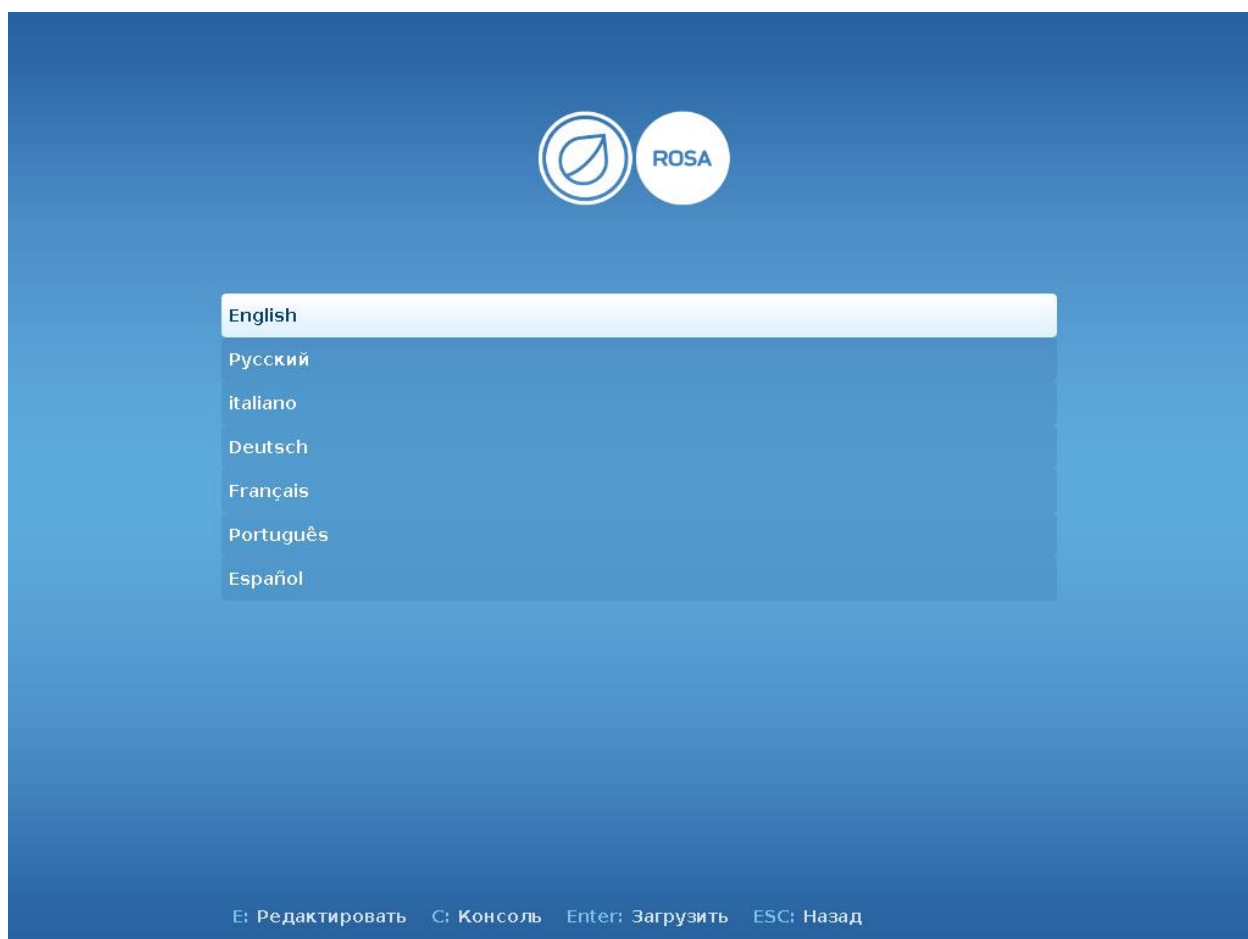 ROSA
English
Русский
italiano
Deutsch
Français
Português
Español
E: Редактировать C: Консоль Enter: Загрузить ESC: Назад